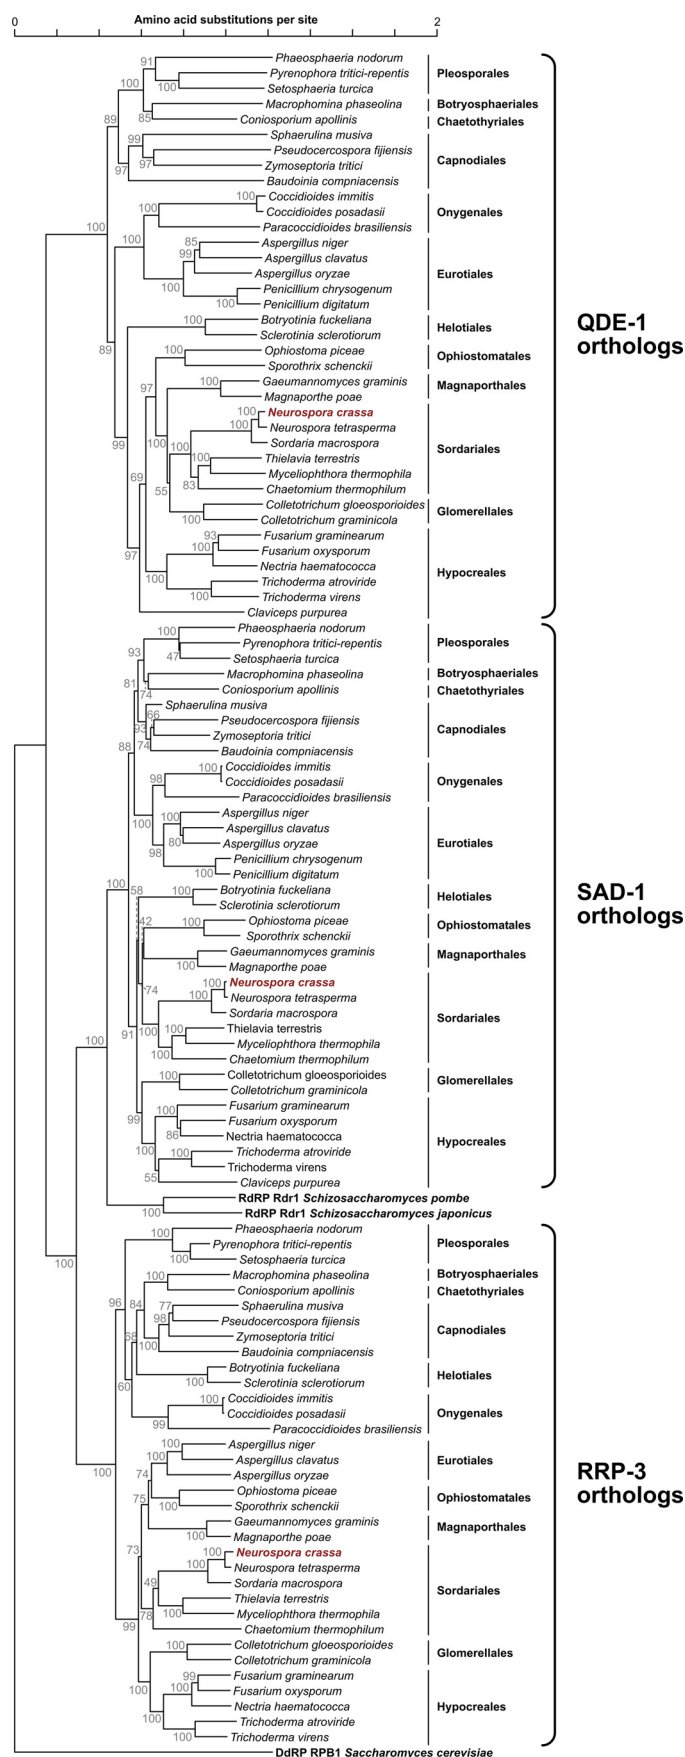 Amino acid substitutions per site
0 2
Phaeosphaeria nodorum
91
Pyrenophora tritici-repentis Pleosporales
100 100
Setosphaeria turcica
Macrophomina phaseolina Botryosphaeriales
89 85
Coniosporium apollinis Chaetothyriales
Sphaerulina musiva
99
Pseudocercospora fijiensis
97 97 Capnodiales
Zymoseptoria tritici
Baudoinia compniacensis
Coccidioides immitis
100
Coccidioides posadasii Onygenales
100
Paracoccidioides brasiliensis
100
Aspergillus niger
100 85
Aspergillus clavatus
99
Aspergillus oryzae Eurotiales
100
Penicillium chrysogenum
100
Penicillium digitatum
Botryotinia fuckeliana
100 Helotiales
Sclerotinia sclerotiorum
QDE-1
orthologs
89
Ophiostoma piceae
100 Ophiostomatales
Sporothrix schenckii
Gaeumannomyces graminis
97 100 Magnaporthales
Magnaporthe poae
Neurospora crassa
100
Neurospora tetrasperma
100
Sordaria macrospora
99 100 100 Sordariales
Thielavia terrestris
100
Myceliophthora thermophila
69 55 83
Chaetomium thermophilum
Colletotrichum gloeosporioides
Glomerellales
100
Colletotrichum graminicola
Fusarium graminearum
93
Fusarium oxysporum
97 100
Nectria haematococca
100 Hypocreales
Trichoderma atroviride
100
Trichoderma virens
Claviceps purpurea
Phaeosphaeria nodorum
100
Pyrenophora tritici-repentis Pleosporales
93 47
Setosphaeria turcica
Macrophomina phaseolina Botryosphaeriales
81 74
Coniosporium apollinis Chaetothyriales
Sphaerulina musiva
66
Pseudocercospora fijiensis
93 Capnodiales
Zymoseptoria tritici
88 74
Baudoinia compniacensis
Coccidioides immitis
100
Coccidioides posadasii Onygenales
98
Paracoccidioides brasiliensis
Aspergillus niger
100 100
Aspergillus clavatus
80
Aspergillus oryzae Eurotiales
98
Penicillium chrysogenum
100
Penicillium digitatum
Botryotinia fuckeliana
100 58 100 Helotiales
Sclerotinia sclerotiorum
SAD-1
orthologs
Ophiostoma piceae
42 100 Ophiostomatales
Sporothrix schenckii
Gaeumannomyces graminis
Magnaporthales
100
Magnaporthe poae
Neurospora crassa
74 100
Neurospora tetrasperma
100
Sordaria macrospora
Sordariales
Thielavia terrestris
91 100 100
Myceliophthora thermophila
100
Chaetomium thermophilum
100
Colletotrichum gloeosporioides
100 Glomerellales
Colletotrichum graminicola
Fusarium graminearum
99 100
Fusarium oxysporum
86
Nectria haematococca
100 Hypocreales
Trichoderma atroviride
100
Trichoderma virens
55
Claviceps purpurea
RdRP Rdr1 Schizosaccharomyces pombe
100
RdRP Rdr1 Schizosaccharomyces japonicus
Phaeosphaeria nodorum
100
Pyrenophora tritici-repentis Pleosporales
100 100
Setosphaeria turcica
Macrophomina phaseolina Botryosphaeriales
100
Coniosporium apollinis Chaetothyriales
96 84 77
Sphaerulina musiva
98
Pseudocercospora fijiensis
Capnodiales
68 100
Zymoseptoria tritici
Baudoinia compniacensis
Botryotinia fuckeliana
Helotiales
60 100
Sclerotinia sclerotiorum
Coccidioides immitis
100
Coccidioides posadasii Onygenales
99
Paracoccidioides brasiliensis
Aspergillus niger
100
Aspergillus clavatus Eurotiales
100 100
Aspergillus oryzae
74
Ophiostoma piceae
Ophiostomatales
75 100
Sporothrix schenckii
RRP-3
orthologs
Gaeumannomyces graminis
Magnaporthales
100
Magnaporthe poae
Neurospora crassa
73 100
Neurospora tetrasperma
100
Sordaria macrospora
49 Sordariales
Thielavia terrestris
100
Myceliophthora thermophila
78
Chaetomium thermophilum
99
Colletotrichum gloeosporioides
100 Glomerellales
Colletotrichum graminicola
Fusarium graminearum
99
Fusarium oxysporum
100 100
Nectria haematococca Hypocreales
Trichoderma atroviride
100 100
Trichoderma virens
DdRP RPB1 Saccharomyces cerevisiae